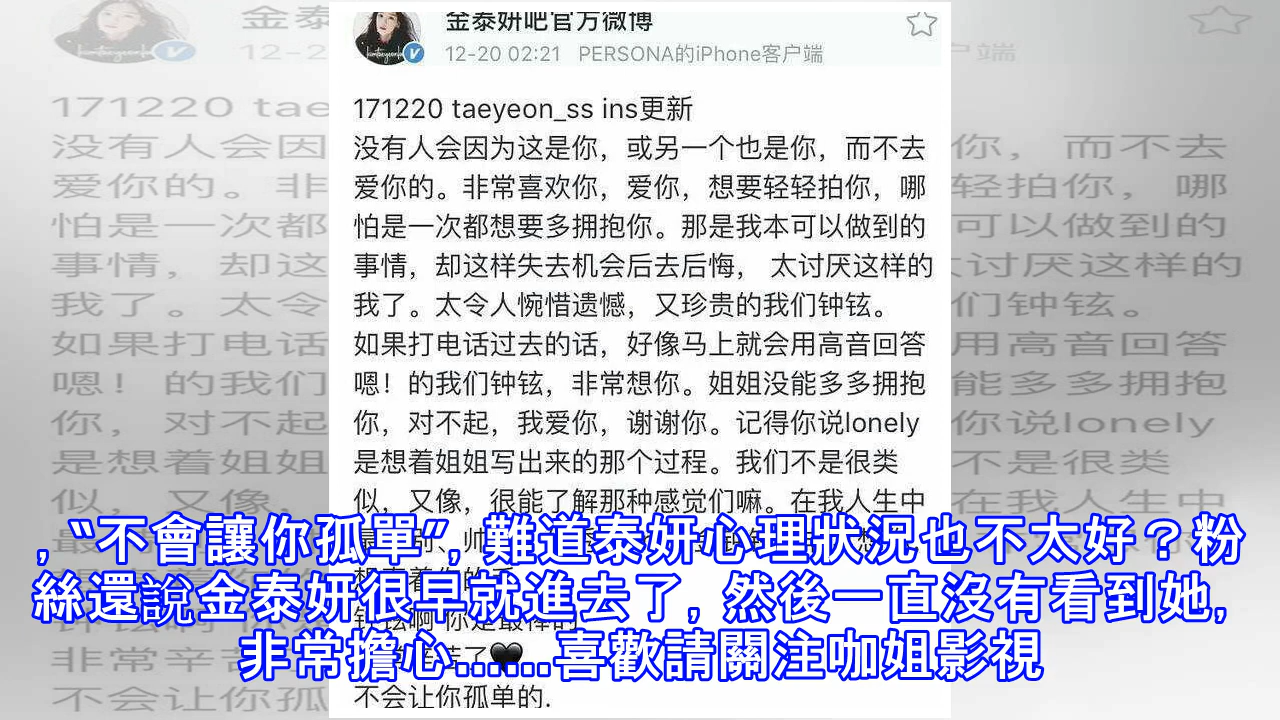 金泰妍吧官方微博
12-20 02:21 PERSONA的iPhone客户端
171220 taeyeon_ss ins更新
没有人会因为这是你，或另一个也是你，而不去
爱你的。非常喜欢你，爱你，想要轻轻拍你，哪
怕是一次都想要多拥抱你。那是我本可以做到的
事情，却这样失去机会后去后悔， 太讨厌这样的
我了。太令人惋惜遗憾，又珍贵的我们钟铉。
如果打电话过去的话，好像马上就会用高音回答
嗯！的我们钟铉，非常想你。姐姐没能多多拥抱
你，对不起，我爱你，谢谢你。记得你说lonely
是想着姐姐写出来的那个过程。我们不是很类
似，又像，很能了解那种感觉们嘛。在我人生中
,“不會讓你孤單”, 難道泰妍心理狀況也不太好？粉
絲還說金泰妍很早就進去了, 然後一直沒有看到她,
非常擔心......喜歡請關注咖姐影視
不会让你孤单的.